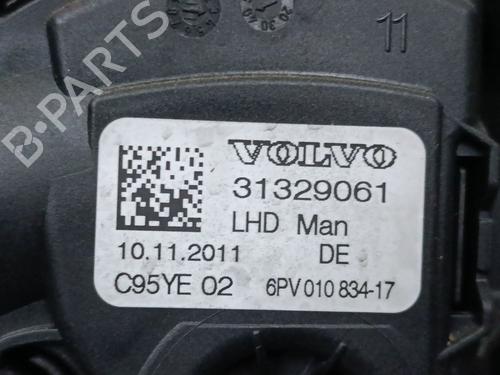 B-PARTS
11
VOLVO
31329061
LHD Man
10.11.2011 DE
C95YE 02 6PV 010 834-17